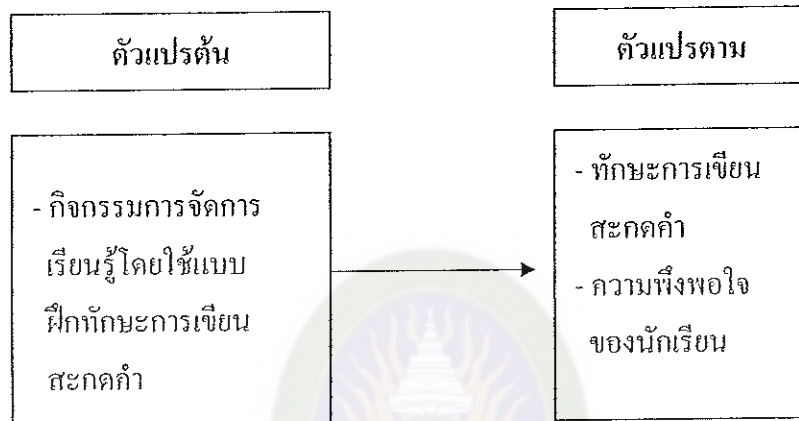 ตัวแปรต้น
ตัวแปรตาม
- กิจกรรมการจัดการ
เรียนรู้โดยใช้แบบ
ฝึกทักษะการเขียน
สะกดคำ
- ทักษะการเขียน
สะกดคำ
- ความพึงพอใจ
ของนักเรียน